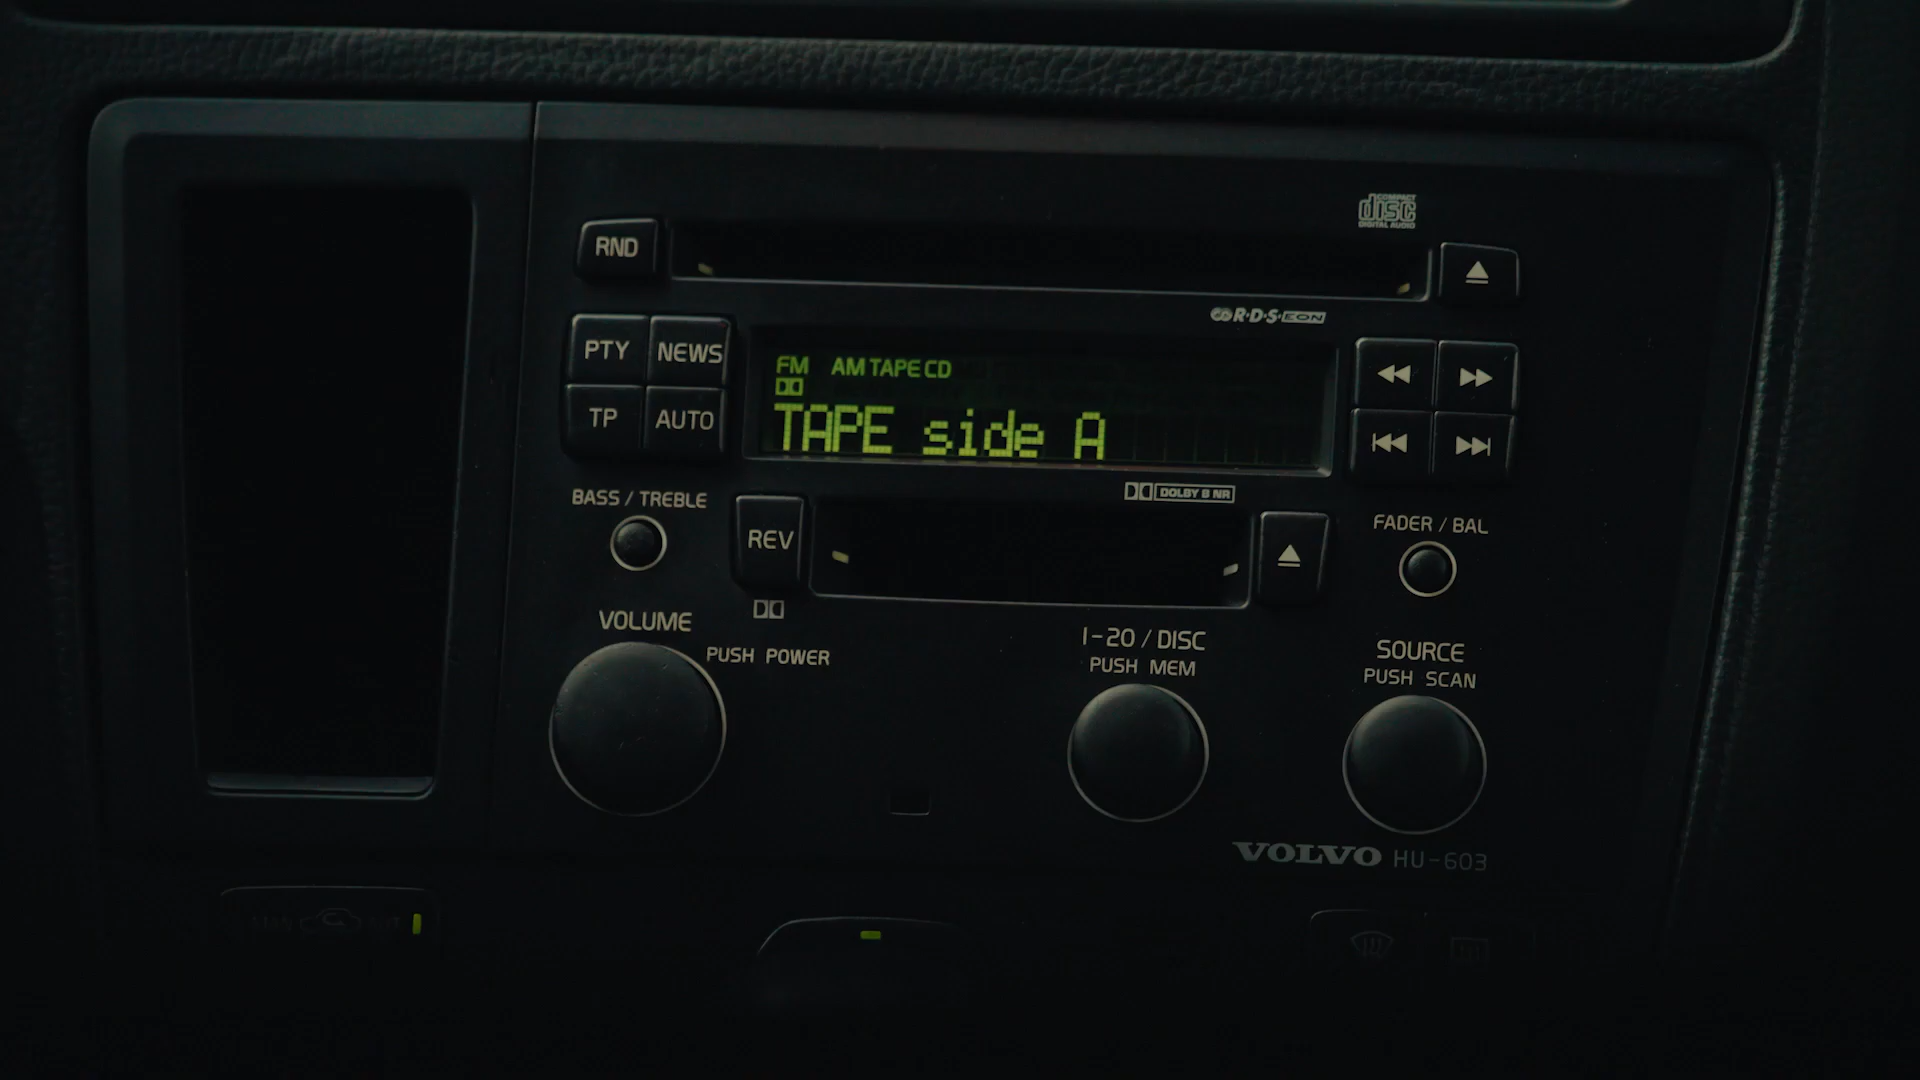 COMPACT
disc
DIGITAL AUDIO
RND
R·D·S·EON
PTY
NEWS
FM AM TAPE CD
TP
AUTO
TAPE side A
DOLBY B NR
BASS / TREBLE
REV
FADER / BAL
VOLUME
PUSH POWER
1-20 / DISC
PUSH MEM
SOURCE
PUSH SCAN
VOLVO HU-603